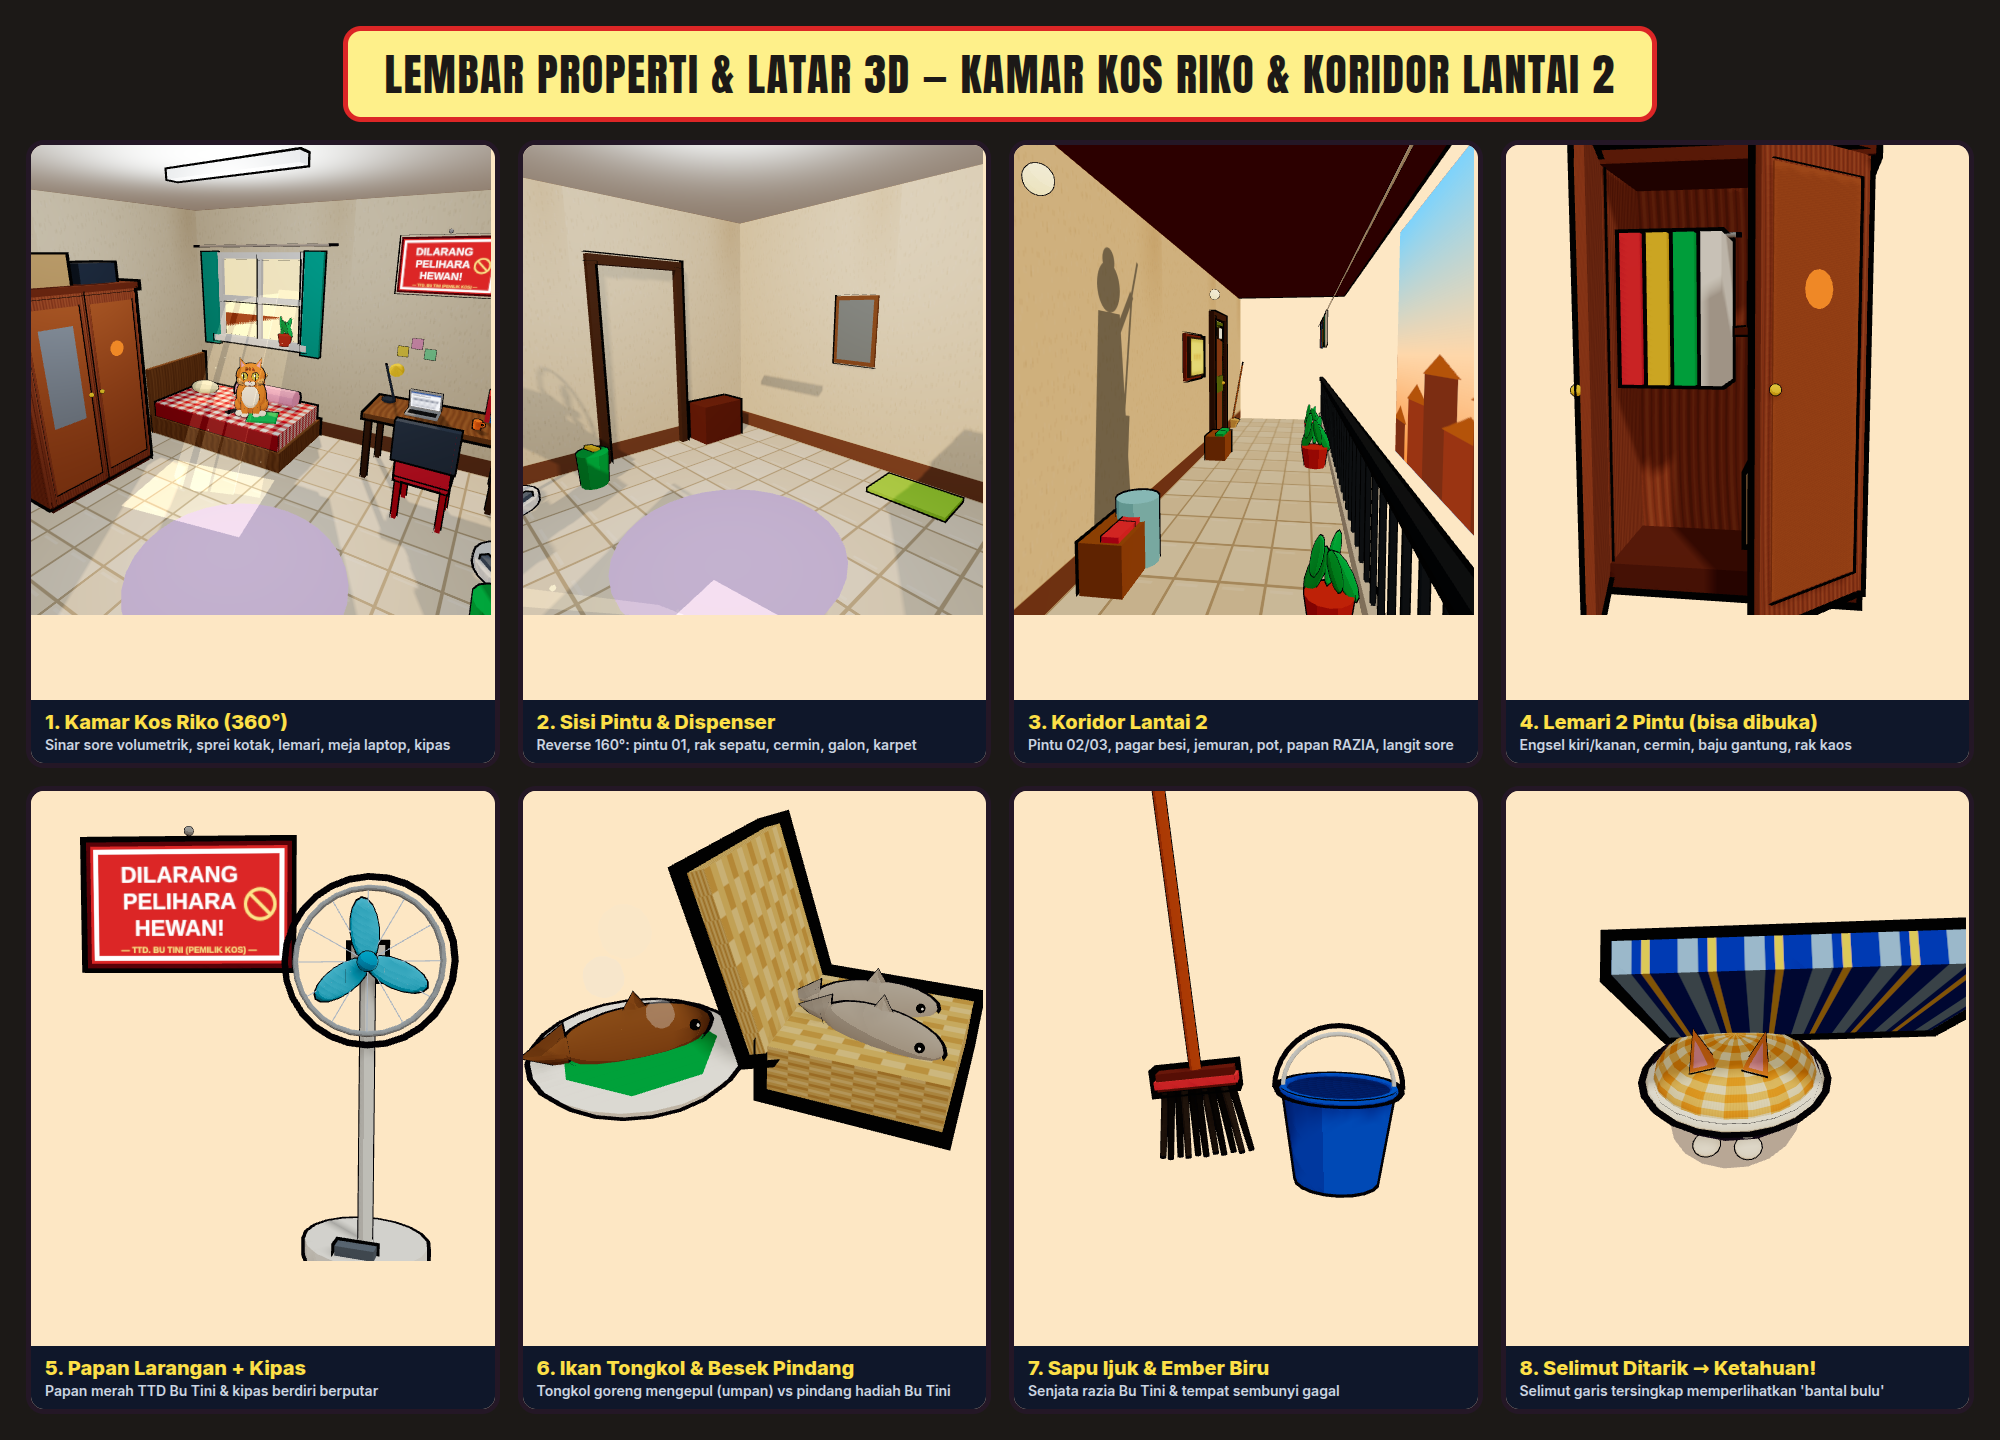 LEMBAR PROPERTI & LATAR 3D – KAMAR KOS RIKO & KORIDOR LANTAI 2
DILARANG
PELIHARA
HEWAN!
— TTD. BU TINI (PEMILIK KOS) —
1. Kamar Kos Riko (360°)
Sinar sore volumetrik, sprei kotak, lemari, meja laptop, kipas
2. Sisi Pintu & Dispenser
Reverse 160°: pintu 01, rak sepatu, cermin, galon, karpet
3. Koridor Lantai 2
Pintu 02/03, pagar besi, jemuran, pot, papan RAZIA, langit sore
4. Lemari 2 Pintu (bisa dibuka)
Engsel kiri/kanan, cermin, baju gantung, rak kaos
DILARANG
PELIHARA
HEWAN!
— TTD. BU TINI (PEMILIK KOS) —
5. Papan Larangan + Kipas
Papan merah TTD Bu Tini & kipas berdiri berputar
6. Ikan Tongkol & Besek Pindang
Tongkol goreng mengepul (umpan) vs pindang hadiah Bu Tini
7. Sapu Ijuk & Ember Biru
Senjata razia Bu Tini & tempat sembunyi gagal
8. Selimut Ditarik → Ketahuan!
Selimut garis tersingkap memperlihatkan 'bantal bulu'